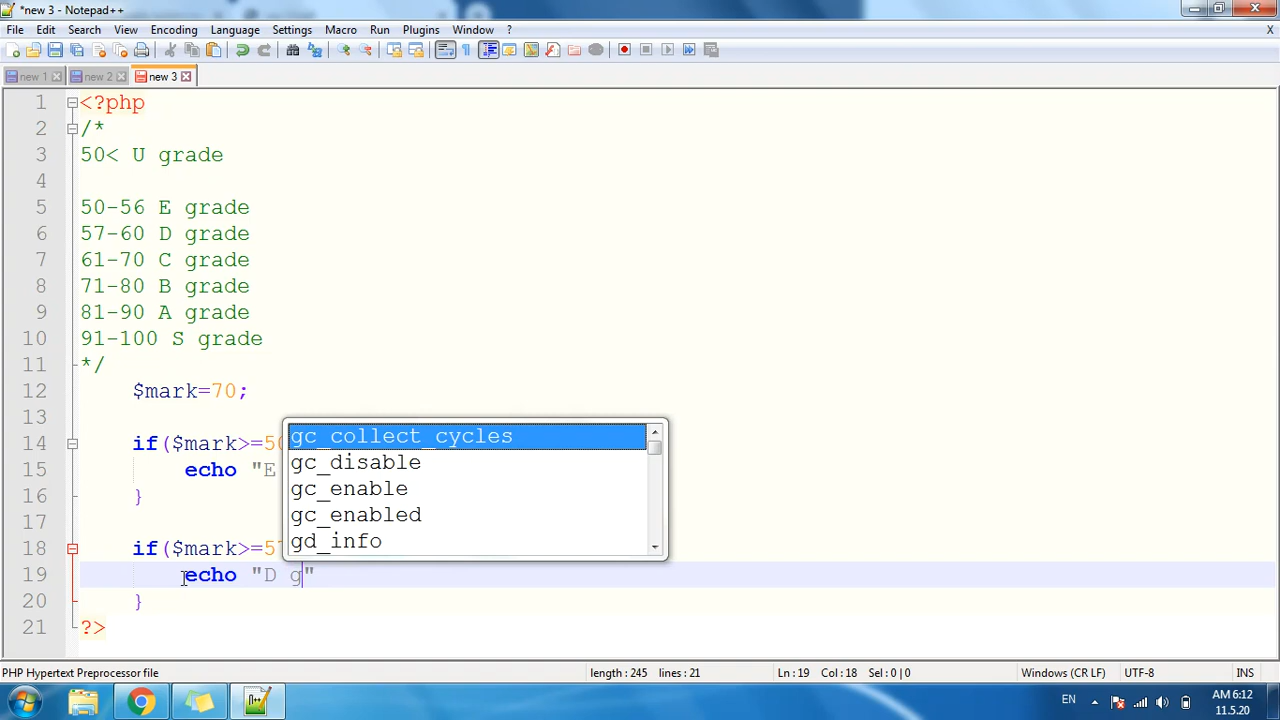 *new 3 - Notepad++
File Edit Search View Encoding Language Settings Macro Run Plugins Window ? X
new 1 new 2 new 3
1 <?php
2 /*
3 50< U grade
4
5 50-56 E grade
6 57-60 D grade
7 61-70 C grade
8 71-80 B grade
9 81-90 A grade
10 91-100 S grade
11 */
12 $mark=70;
13
14 if($mark>=5
15 echo "E
16 }
17
18 if($mark>=5
19 echo "D g"
20 }
21 ?>
gc_collect_cycles
gc_disable
gc_enable
gc_enabled
gd_info
PHP Hypertext Preprocessor file length : 245 lines : 21 Ln : 19 Col : 18 Sel : 0 | 0 Windows (CR LF) UTF-8 INS
EN AM 6:12
11.5.20